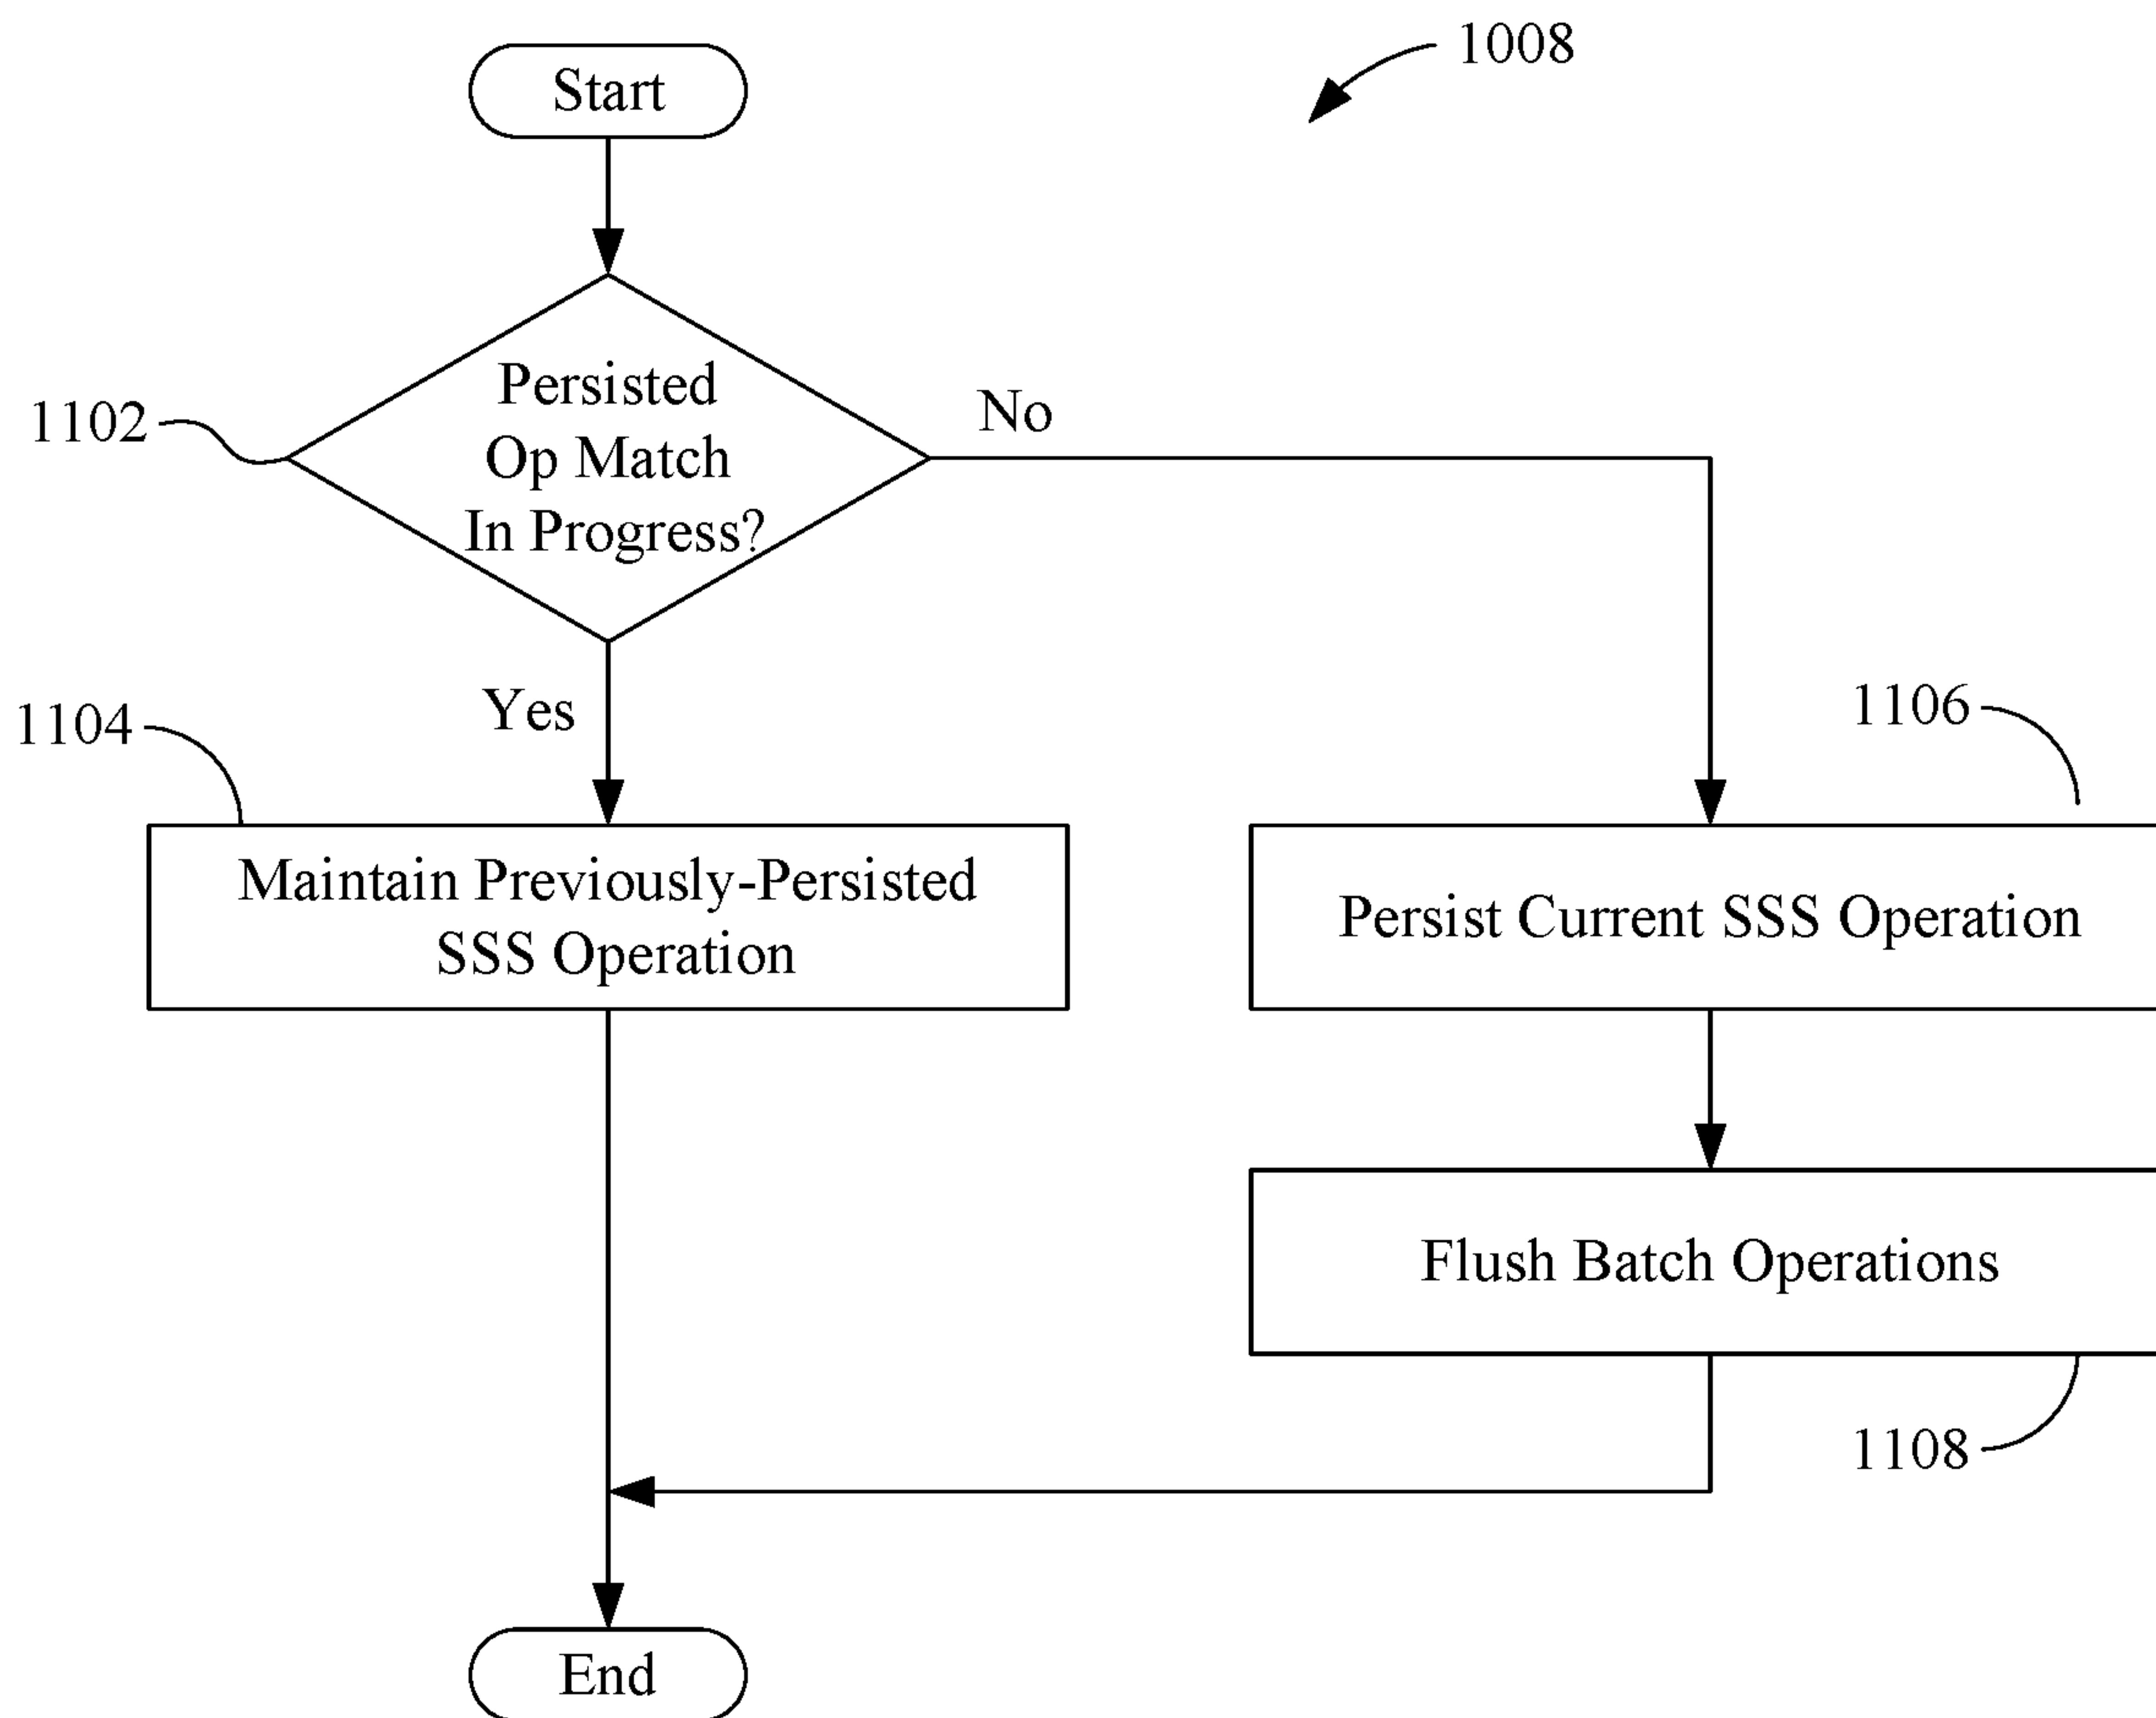 1008
Start
Persisted
Op Match
In Progress?
1102
No
Yes
1104
1106
Maintain Previously-Persisted
SSS Operation
Persist Current SSS Operation
Flush Batch Operations
1108
End